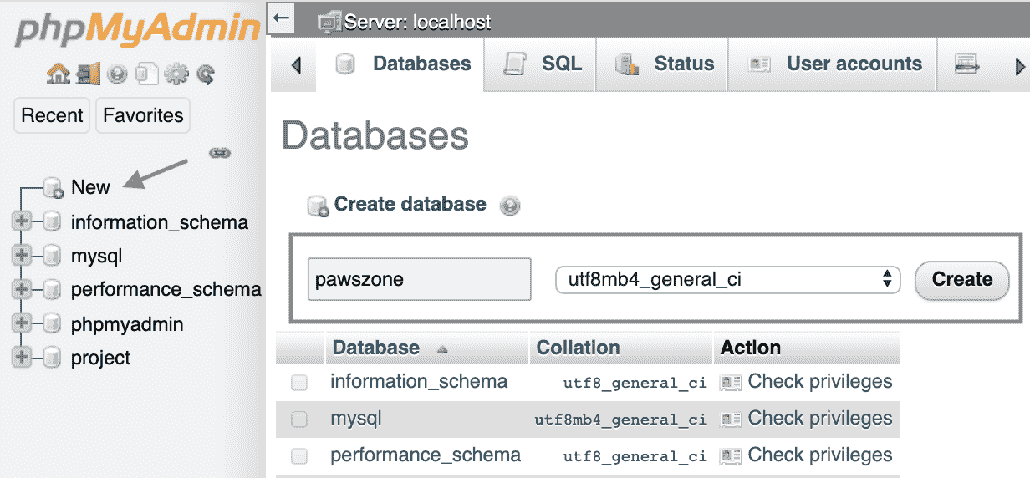 phpMyAdmin
Recent Favorites
New
information_schema
mysql
performance_schema
phpmyadmin
project
Server: localhost
Databases SQL Status User accounts
Databases
Create database
pawszone utf8mb4_general_ci Create
Database Collation Action
information_schema utf8_general_ci Check privileges
mysql utf8mb4_general_ci Check privileges
performance_schema utf8_general_ci Check privileges